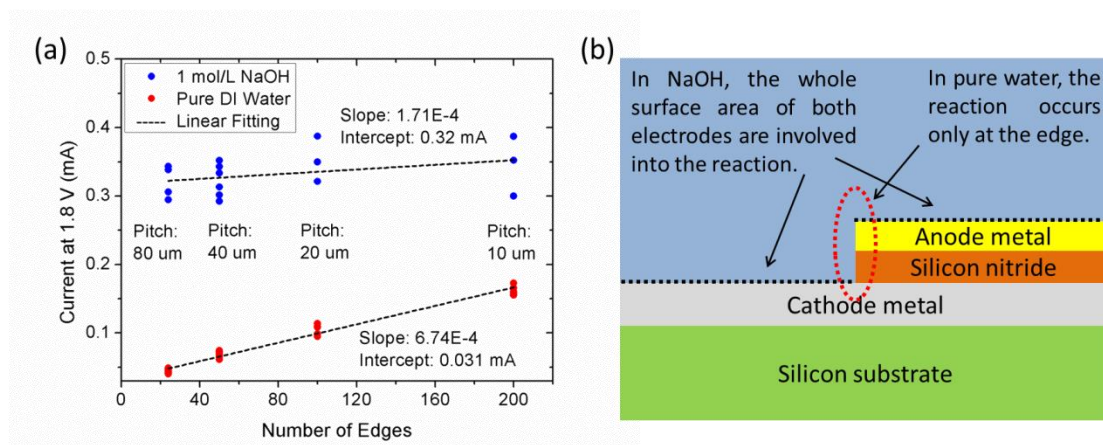 (a)
0.5
0.4
0.3
0.2
0.1
Current at 1.8 V (mA)
1 mol/L NaOH
Pure DI Water
Linear Fitting
Slope: 1.71E-4
Intercept: 0.32 mA
Pitch:
80 um
Pitch:
40 um
Pitch:
20 um
Pitch:
10 um
Slope: 6.74E-4
Intercept: 0.031 mA
0
40
80
120
160
200
Number of Edges
(b)
In NaOH, the whole
surface area of both
electrodes are involved
into the reaction.
In pure water, the
reaction occurs
only at the edge.
Anode metal
Silicon nitride
Cathode metal
Silicon substrate